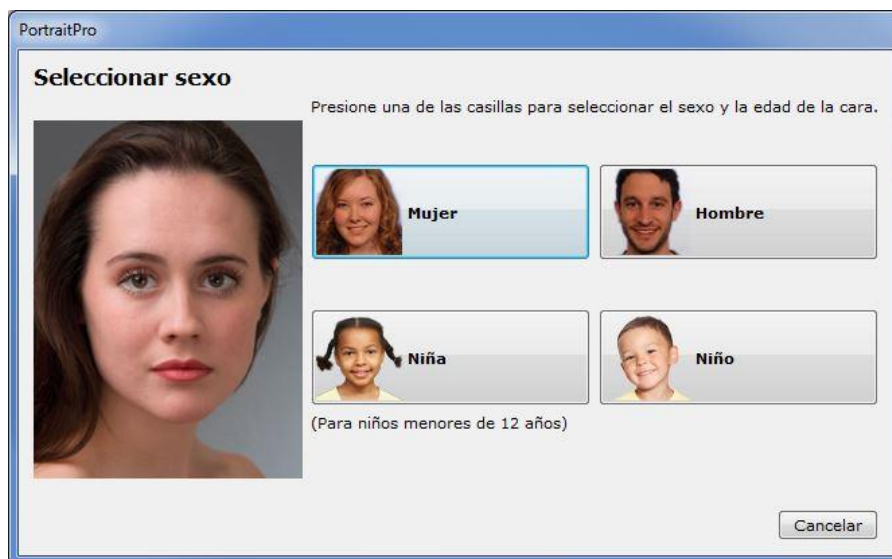 PortraitPro
Seleccionar sexo
Presione una de las casillas para seleccionar el sexo y la edad de la cara.
Mujer
Hombre
Niña
Niño
(Para niños menores de 12 años)
Cancelar